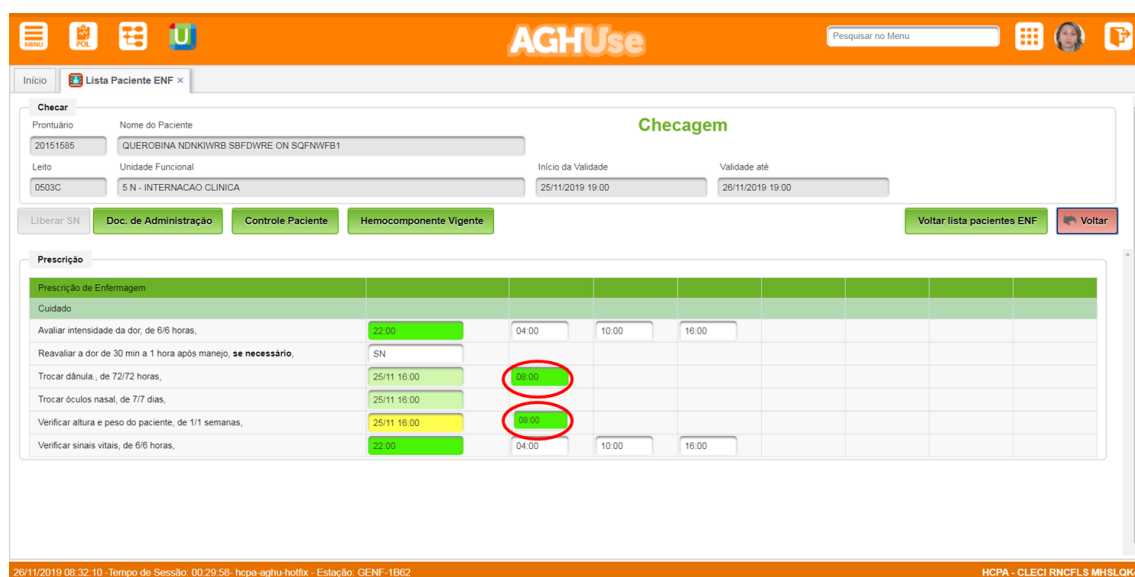 MENU POL AGHUse Pesquisar no Menu
Início Lista Paciente ENF ×
Checar
Checagem
Prontuário Nome do Paciente
20151585 QUEROBINA NDNKIWRB SBFDWRE ON SQFNWFB1
Leito Unidade Funcional Início da Validade Validade até
0503C 5 N - INTERNACAO CLINICA 25/11/2019 19:00 26/11/2019 19:00
Liberar SN Doc. de Administração Controle Paciente Hemocomponente Vigente Voltar lista pacientes ENF Voltar
Prescrição
Prescrição de Enfermagem
Cuidado
Avaliar intensidade da dor, de 6/6 horas, 22:00 04:00 10:00 16:00
Reavaliar a dor de 30 min a 1 hora após manejo, se necessário, SN
Trocar dânula., de 72/72 horas, 25/11 16:00 08:00
Trocar óculos nasal, de 7/7 dias, 25/11 16:00
Verificar altura e peso do paciente, de 1/1 semanas, 25/11 16:00 08:00
Verificar sinais vitais, de 6/6 horas, 22:00 04:00 10:00 16:00
26/11/2019 08:32:10 -Tempo de Sessão: 00:29:58- hcpa-aghu-hotfix - Estação: GENF-1B62 HCPA - CLECI RNCFLS